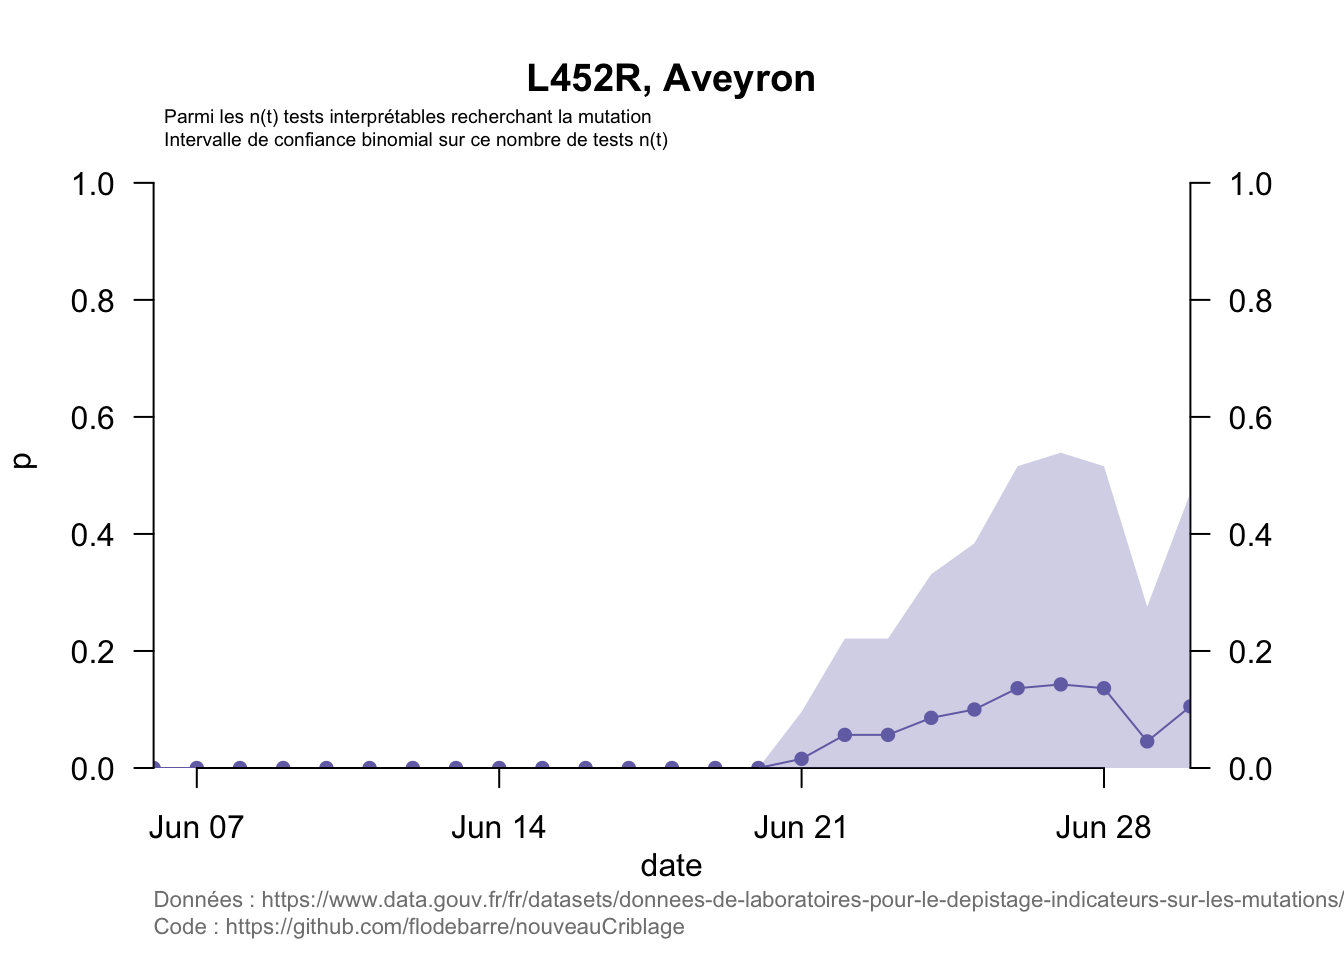 L452R, Aveyron
Parmi les n(t) tests interprétables recherchant la mutation
Intervalle de confiance binomial sur ce nombre de tests n(t)
1.0 1.0
0.8 0.8
0.6 0.6
p
0.4 0.4
0.2 0.2
0.0 0.0
Jun 07 Jun 14 Jun 21 Jun 28
date
Données : https://www.data.gouv.fr/fr/datasets/donnees-de-laboratoires-pour-le-depistage-indicateurs-sur-les-mutations/
Code : https://github.com/flodebarre/nouveauCriblage